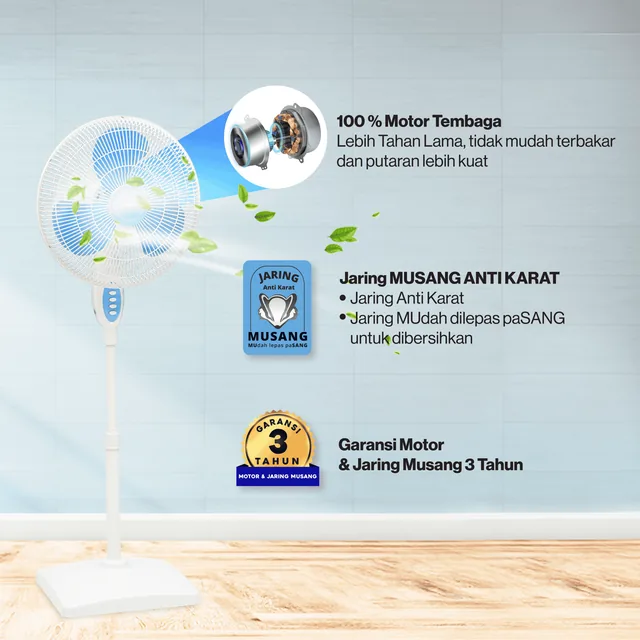 100 % Motor Tembaga
Lebih Tahan Lama, tidak mudah terbakar
dan putaran lebih kuat
JARING
Anti Karat
MUSANG
MUdah lepas paSANG
Jaring MUSANG ANTI KARAT
• Jaring Anti Karat
• Jaring MUdah dilepas paSANG
untuk dibersihkan
GARANSI
3
TAHUN
MOTOR & JARING MUSANG
Garansi Motor
& Jaring Musang 3 Tahun